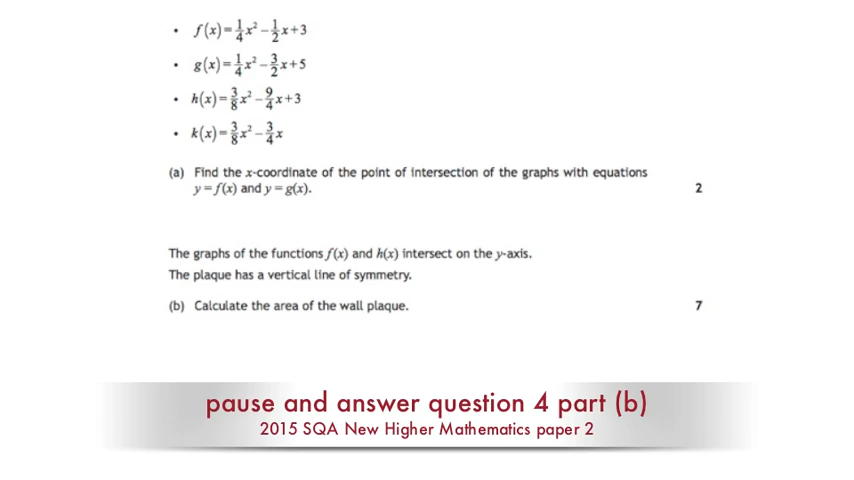 • f(x)=1/4x²−1/2x+3
• g(x)=1/4x²−3/2x+5
• h(x)=3/8x²−9/4x+3
• k(x)=3/8x²−3/4x
(a) Find the x-coordinate of the point of intersection of the graphs with equations
y=f(x) and y=g(x). 2
The graphs of the functions f(x) and h(x) intersect on the y-axis.
The plaque has a vertical line of symmetry.
(b) Calculate the area of the wall plaque. 7
pause and answer question 4 part (b)
2015 SQA New Higher Mathematics paper 2